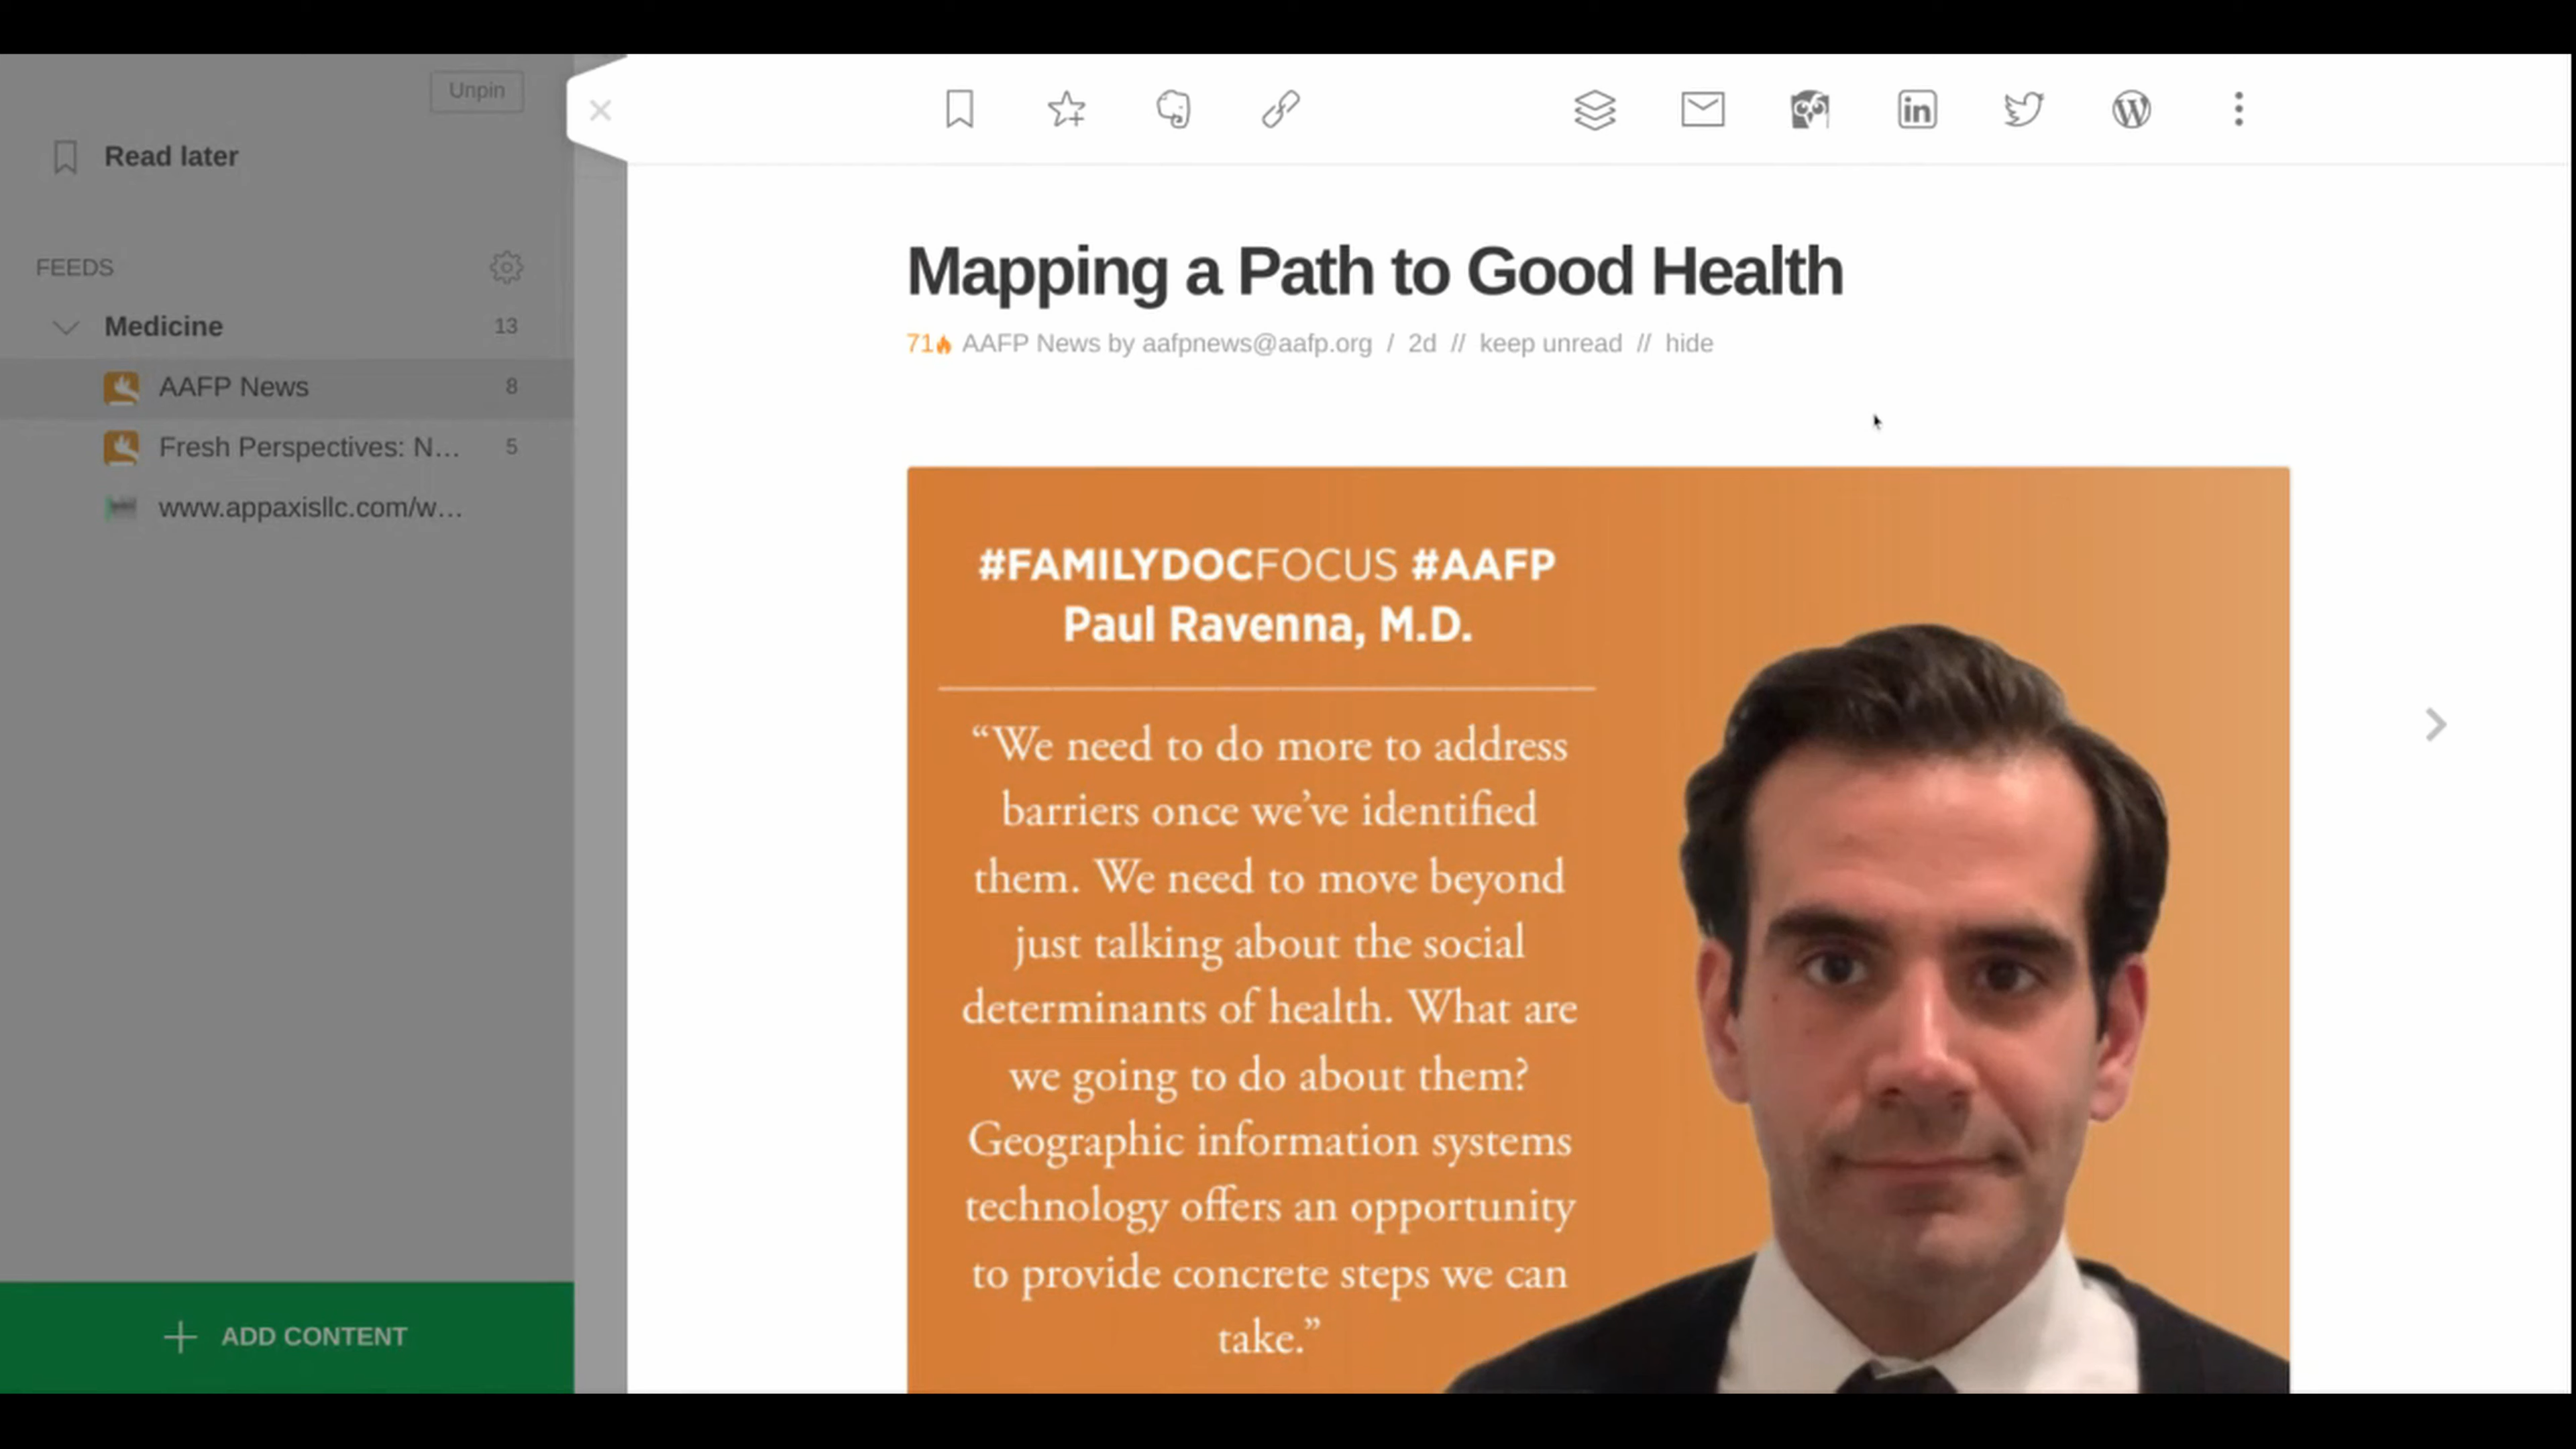 Unpin
Read later
FEEDS
Medicine 13
AAFP News 8
Fresh Perspectives: N... 5
www.appaxisllc.com/w...
ADD CONTENT
Mapping a Path to Good Health
71 AAFP News by aafpnews@aafp.org / 2d // keep unread // hide
#FAMILYDOCFOCUS #AAFP
Paul Ravenna, M.D.
“We need to do more to address
barriers once we’ve identified
them. We need to move beyond
just talking about the social
determinants of health. What are
we going to do about them?
Geographic information systems
technology offers an opportunity
to provide concrete steps we can
take.”